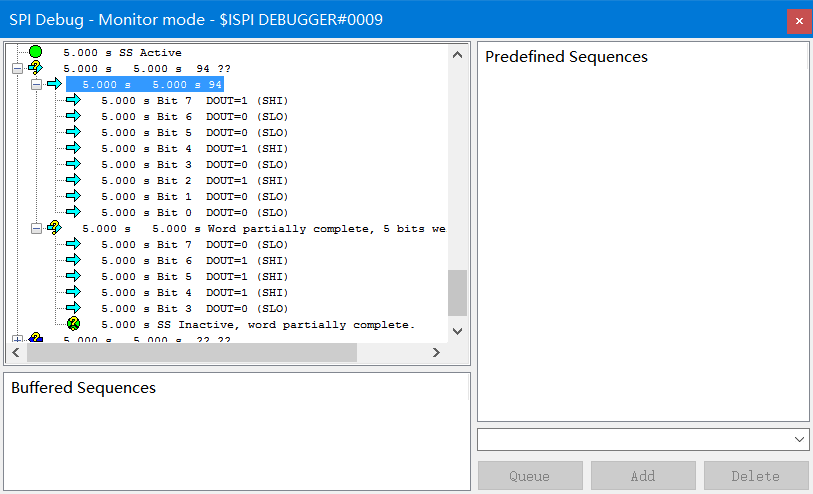 SPI Debug - Monitor mode - $ISPI DEBUGGER#0009
5.000 s SS Active
5.000 s 5.000 s 94 ??
5.000 s 5.000 s 94
5.000 s Bit 7 DOUT=1 (SHI)
5.000 s Bit 6 DOUT=0 (SLO)
5.000 s Bit 5 DOUT=0 (SLO)
5.000 s Bit 4 DOUT=1 (SHI)
5.000 s Bit 3 DOUT=0 (SLO)
5.000 s Bit 2 DOUT=1 (SHI)
5.000 s Bit 1 DOUT=0 (SLO)
5.000 s Bit 0 DOUT=0 (SLO)
5.000 s 5.000 s Word partially complete, 5 bits we
5.000 s Bit 7 DOUT=0 (SLO)
5.000 s Bit 6 DOUT=1 (SHI)
5.000 s Bit 5 DOUT=1 (SHI)
5.000 s Bit 4 DOUT=1 (SHI)
5.000 s Bit 3 DOUT=0 (SLO)
5.000 s SS Inactive, word partially complete.
5.000 s 5.000 s ?? ??
Buffered Sequences
Predefined Sequences
Queue
Add
Delete